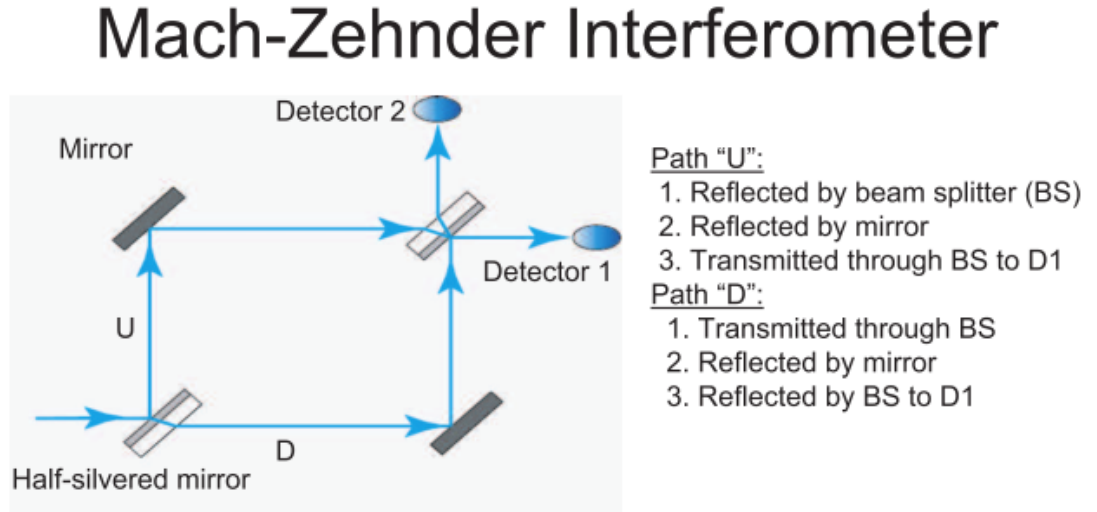 Mach-Zehnder Interferometer
Detector 2
Mirror
Detector 1
U
D
Half-silvered mirror
Path “U”:
1. Reflected by beam splitter (BS)
2. Reflected by mirror
3. Transmitted through BS to D1
Path “D”:
1. Transmitted through BS
2. Reflected by mirror
3. Reflected by BS to D1